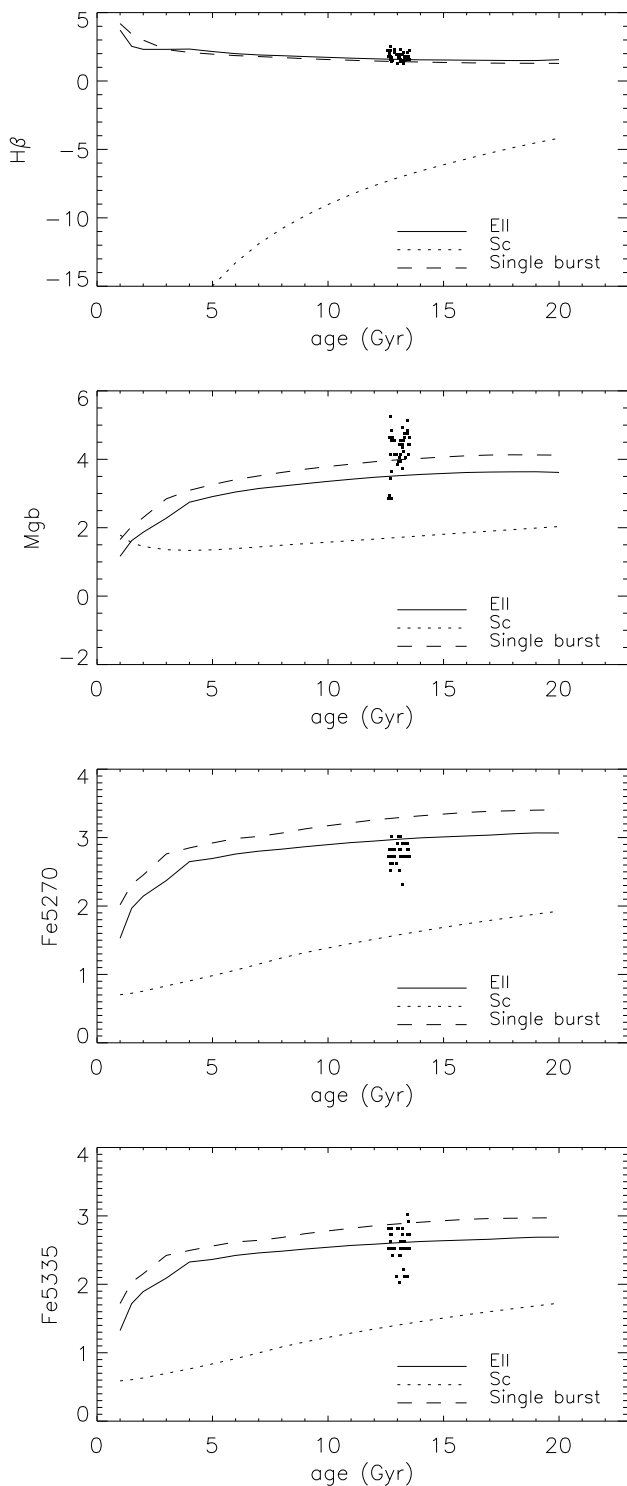 5
0
−5
−10
−15
Hβ
Ell
Sc
Single burst
0 5 10 15 20
age (Gyr)
6
4
2
0
−2
Mgb
Ell
Sc
Single burst
0 5 10 15 20
age (Gyr)
4
3
2
1
0
Fe5270
Ell
Sc
Single burst
0 5 10 15 20
age (Gyr)
4
3
2
1
0
Fe5335
Ell
Sc
Single burst
0 5 10 15 20
age (Gyr)